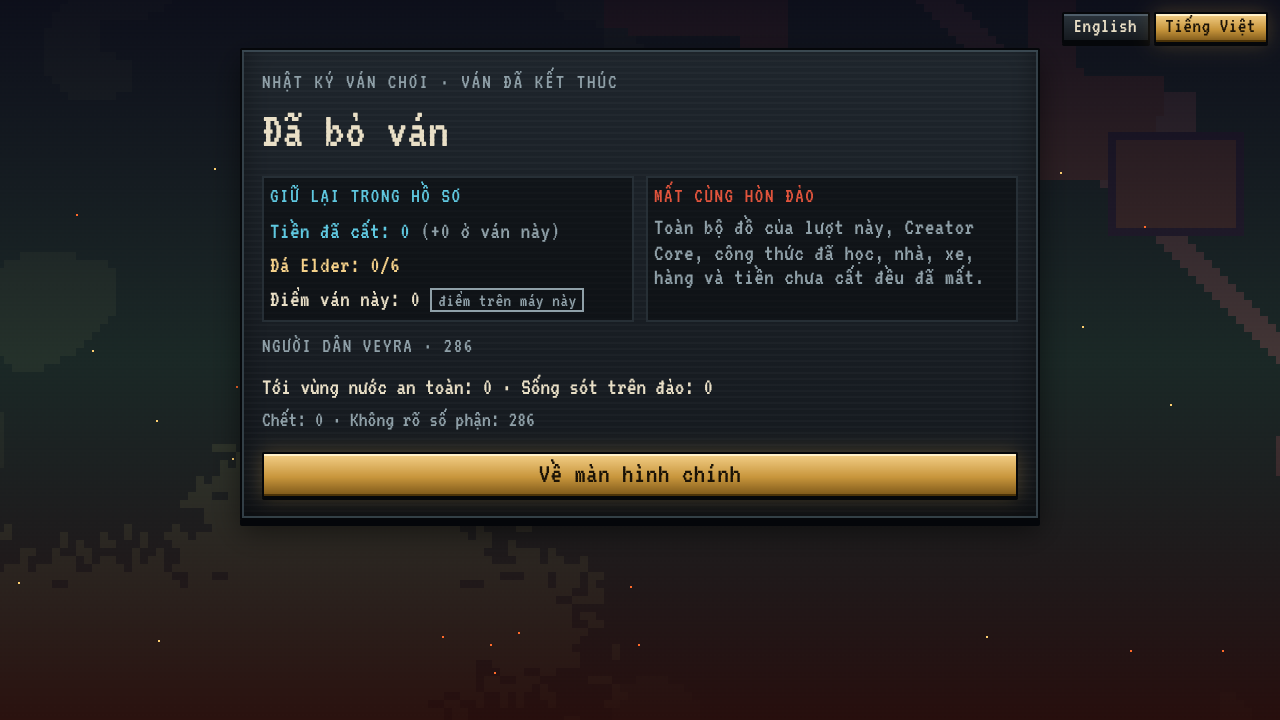 English
Tiếng Việt
NHẬT KÝ VÁN CHƠI · VÁN ĐÃ KẾT THÚC
Đã bỏ ván
GIỮ LẠI TRONG HỒ SƠ
Tiền đã cất: 0 (+0 ở ván này)
Đá Elder: 0/6
Điểm ván này: 0 điểm trên máy này
MẤT CÙNG HÒN ĐẢO
Toàn bộ đồ của lượt này, Creator
Core, công thức đã học, nhà, xe,
hàng và tiền chưa cất đều đã mất.
NGƯỜI DÂN VEYRA · 286
Tới vùng nước an toàn: 0 · Sống sót trên đảo: 0
Chết: 0 · Không rõ số phận: 286
Về màn hình chính